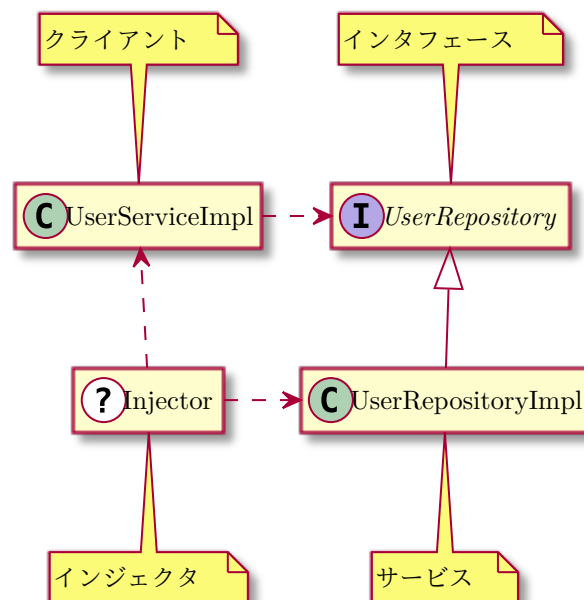 クライアント
インタフェース
C UserServiceImpl
I UserRepository
? Injector
C UserRepositoryImpl
インジェクタ
サービス